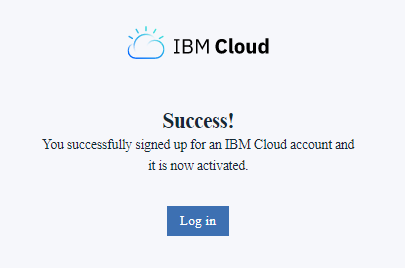 IBM Cloud
Success!
You successfully signed up for an IBM Cloud account and
it is now activated.
Log in